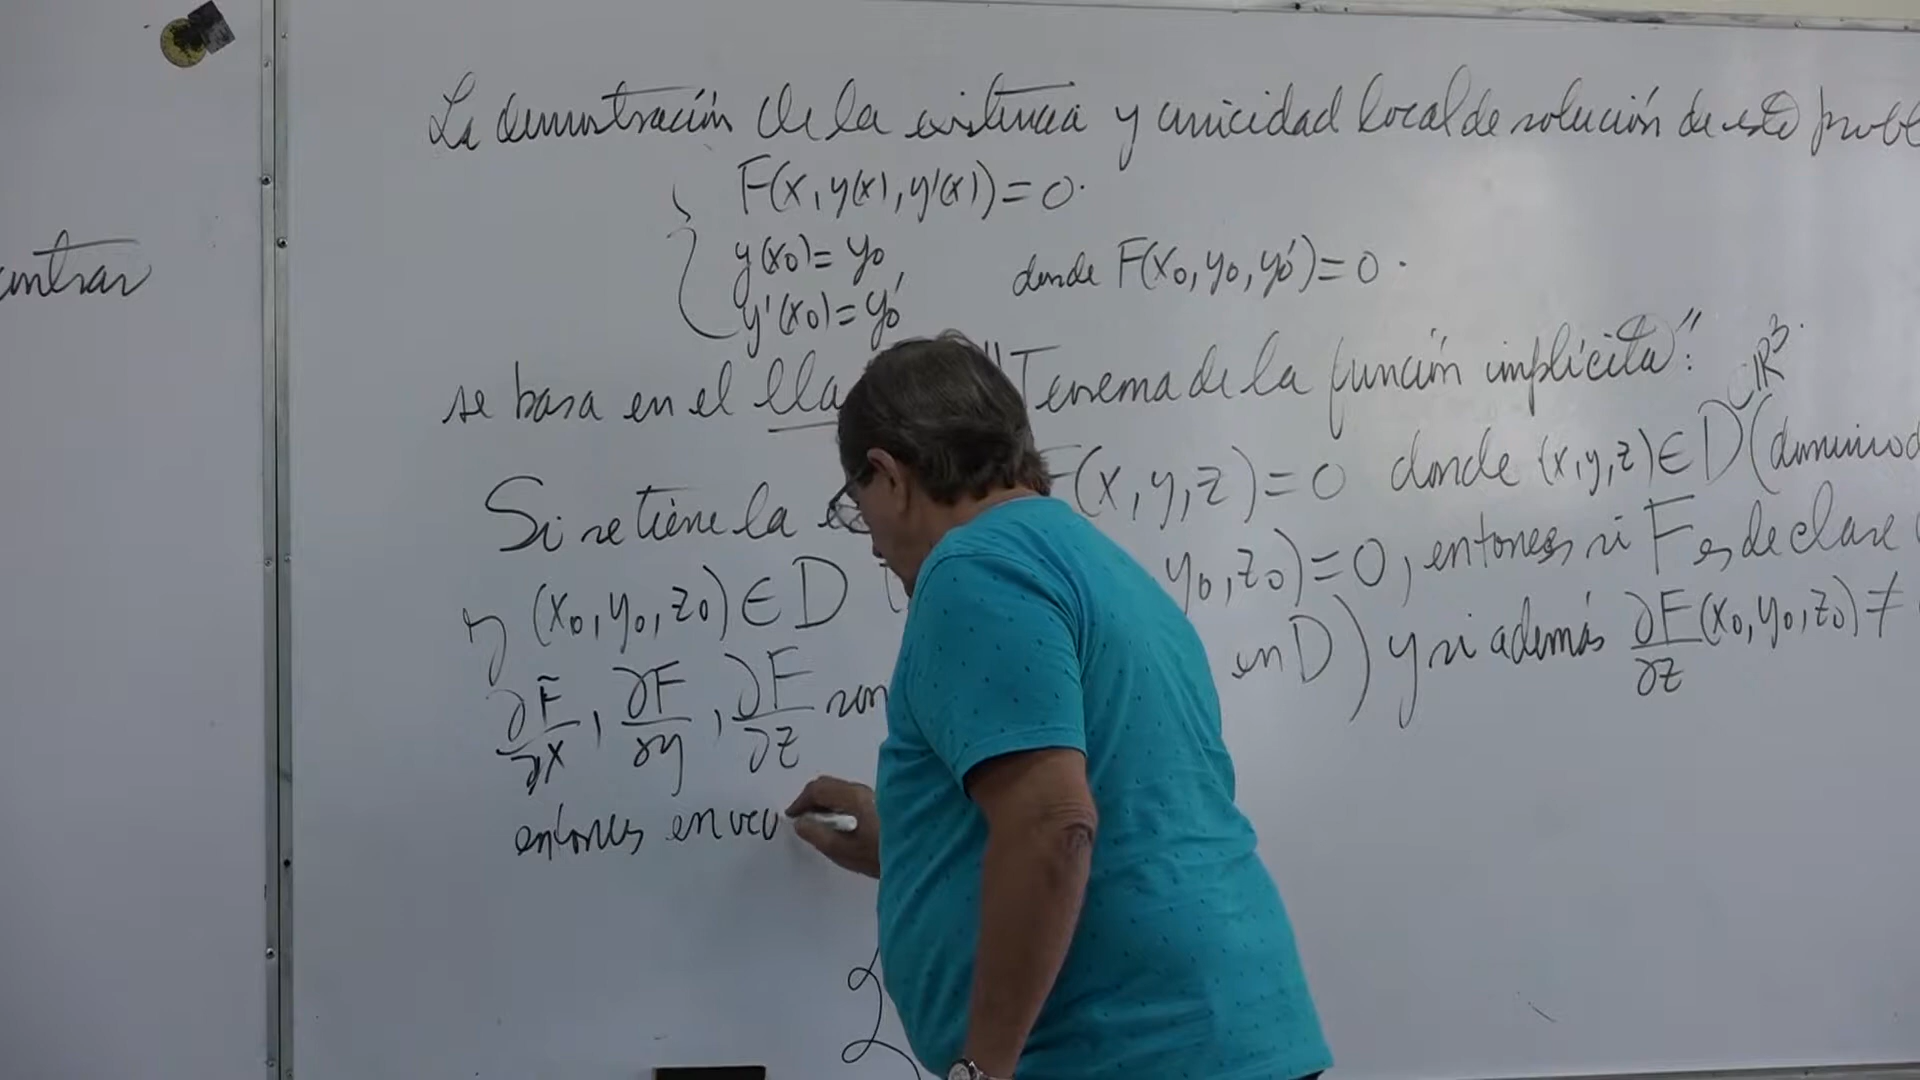 La demostración de la existencia y unicidad local de solución de este probl
F(x, y(x), y'(x)) = 0.
ontrar
y(x₀) = y₀
donde F(x₀, y₀, y₀') = 0.
y'(x₀) = y₀'
se basa en el lla "Teorema de la función implícita":
⊂ ℝ³.
Si se tiene la ec F(x, y, z) = 0 donde (x, y, z) ∈ D (dominio d
y (x₀, y₀, z₀) ∈ D ( y₀, z₀) = 0, entonces si F es de clase
∂F/∂x, ∂F/∂y, ∂F/∂z son en D) y si además ∂F/∂z (x₀, y₀, z₀) ≠
entonces en vec